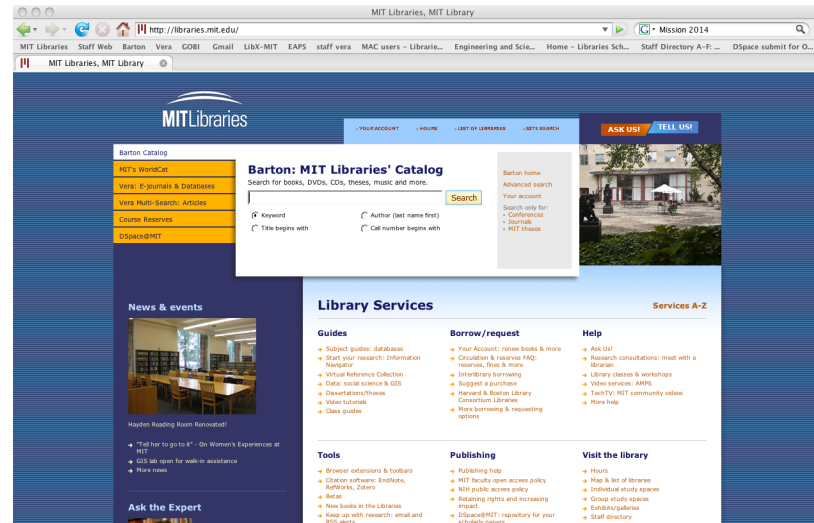 MIT Libraries, MIT Library
http://libraries.mit.edu/
G Mission 2014
MIT Libraries Staff Web Barton Vera GOBI Gmail LibX-MIT EAPS staff vera MAC users – Librarie... Engineering and Scie... Home – Libraries Sch... Staff Directory A-F: ... DSpace submit for O...
MIT Libraries, MIT Library
MITLibraries
YOUR ACCOUNT HOURS LIST OF LIBRARIES SITE SEARCH
ASK US! TELL US!
Barton Catalog
MIT's WorldCat
Vera: E-journals & Databases
Vera Multi-Search: Articles
Course Reserves
DSpace@MIT
Barton: MIT Libraries' Catalog
Search for books, DVDs, CDs, theses, music and more.
Search
Keyword
Author (last name first)
Title begins with
Call number begins with
Barton home
Advanced search
Your account
Search only for:
Conferences
Journals
MIT theses
News & events
Hayden Reading Room Renovated!
"Tell her to go to it" - On Women's Experiences at
MIT
GIS lab open for walk-in assistance
More news
Ask the Expert
Library Services
Services A-Z
Guides
Subject guides: databases
Start your research: Information
Navigator
Virtual Reference Collection
Data: social science & GIS
Dissertations/theses
Video tutorials
Class guides
Borrow/request
Your Account: renew books & more
Circulation & reserves FAQ:
reserves, fines & more
Interlibrary borrowing
Suggest a purchase
Harvard & Boston Library
Consortium Libraries
More borrowing & requesting
options
Help
Ask Us!
Research consultations: meet with a
librarian
Library classes & workshops
Video services: AMPS
TechTV: MIT community videos
More help
Tools
Browser extensions & toolbars
Citation software: EndNote,
RefWorks, Zotero
Betas
New books in the Libraries
Keep up with research: email and
RSS alerts
Publishing
Publishing help
MIT faculty open access policy
NIH public access policy
Retaining rights and increasing
impact
DSpace@MIT: repository for your
scholarly papers
Visit the library
Hours
Map & list of libraries
Individual study spaces
Group study spaces
Exhibits/galleries
Staff directory